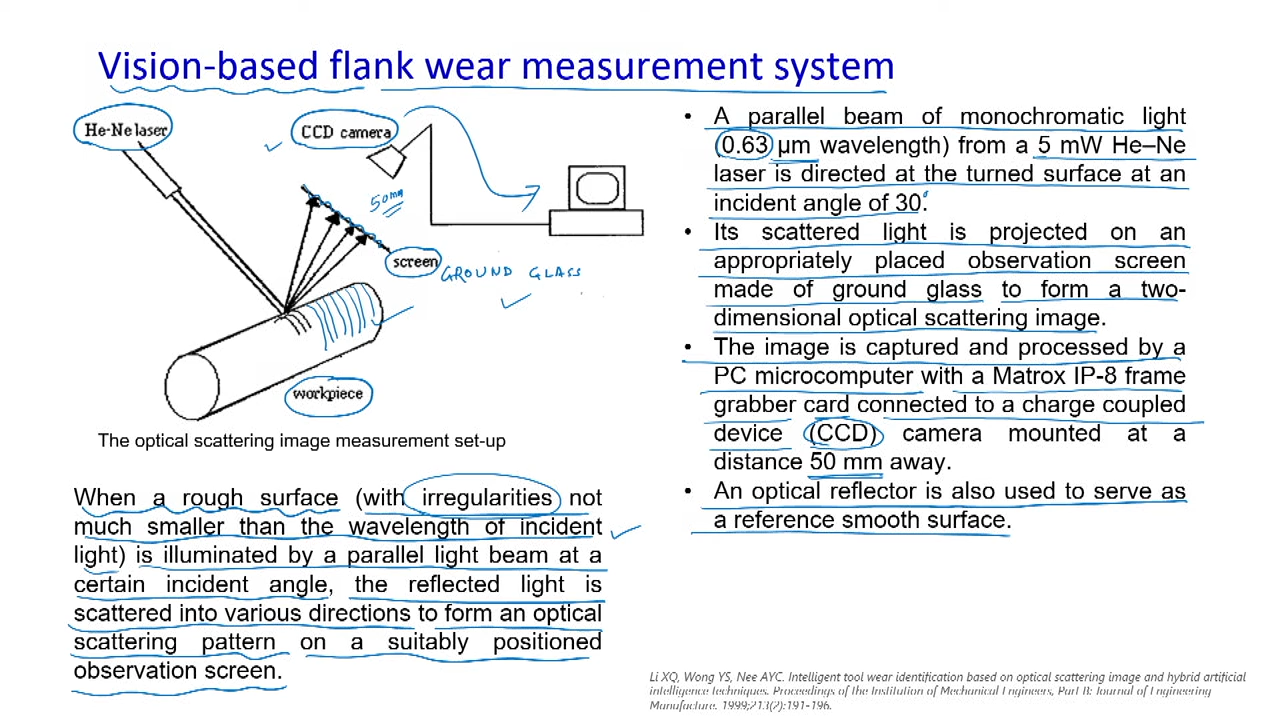 Vision-based flank wear measurement system
He-Ne laser
CCD camera
50mm
screen
GROUND GLASS
workpiece
The optical scattering image measurement set-up
When a rough surface (with irregularities not
much smaller than the wavelength of incident
light) is illuminated by a parallel light beam at a
certain incident angle, the reflected light is
scattered into various directions to form an optical
scattering pattern on a suitably positioned
observation screen.
• A parallel beam of monochromatic light
(0.63 µm wavelength) from a 5 mW He–Ne
laser is directed at the turned surface at an
incident angle of 30°.
• Its scattered light is projected on an
appropriately placed observation screen
made of ground glass to form a two-
dimensional optical scattering image.
• The image is captured and processed by a
PC microcomputer with a Matrox IP-8 frame
grabber card connected to a charge coupled
device (CCD) camera mounted at a
distance 50 mm away.
• An optical reflector is also used to serve as
a reference smooth surface.
Li XQ, Wong YS, Nee AYC. Intelligent tool wear identification based on optical scattering image and hybrid artificial
intelligence techniques. Proceedings of the Institution of Mechanical Engineers, Part B: Journal of Engineering
Manufacture. 1999;213(2):191-196.